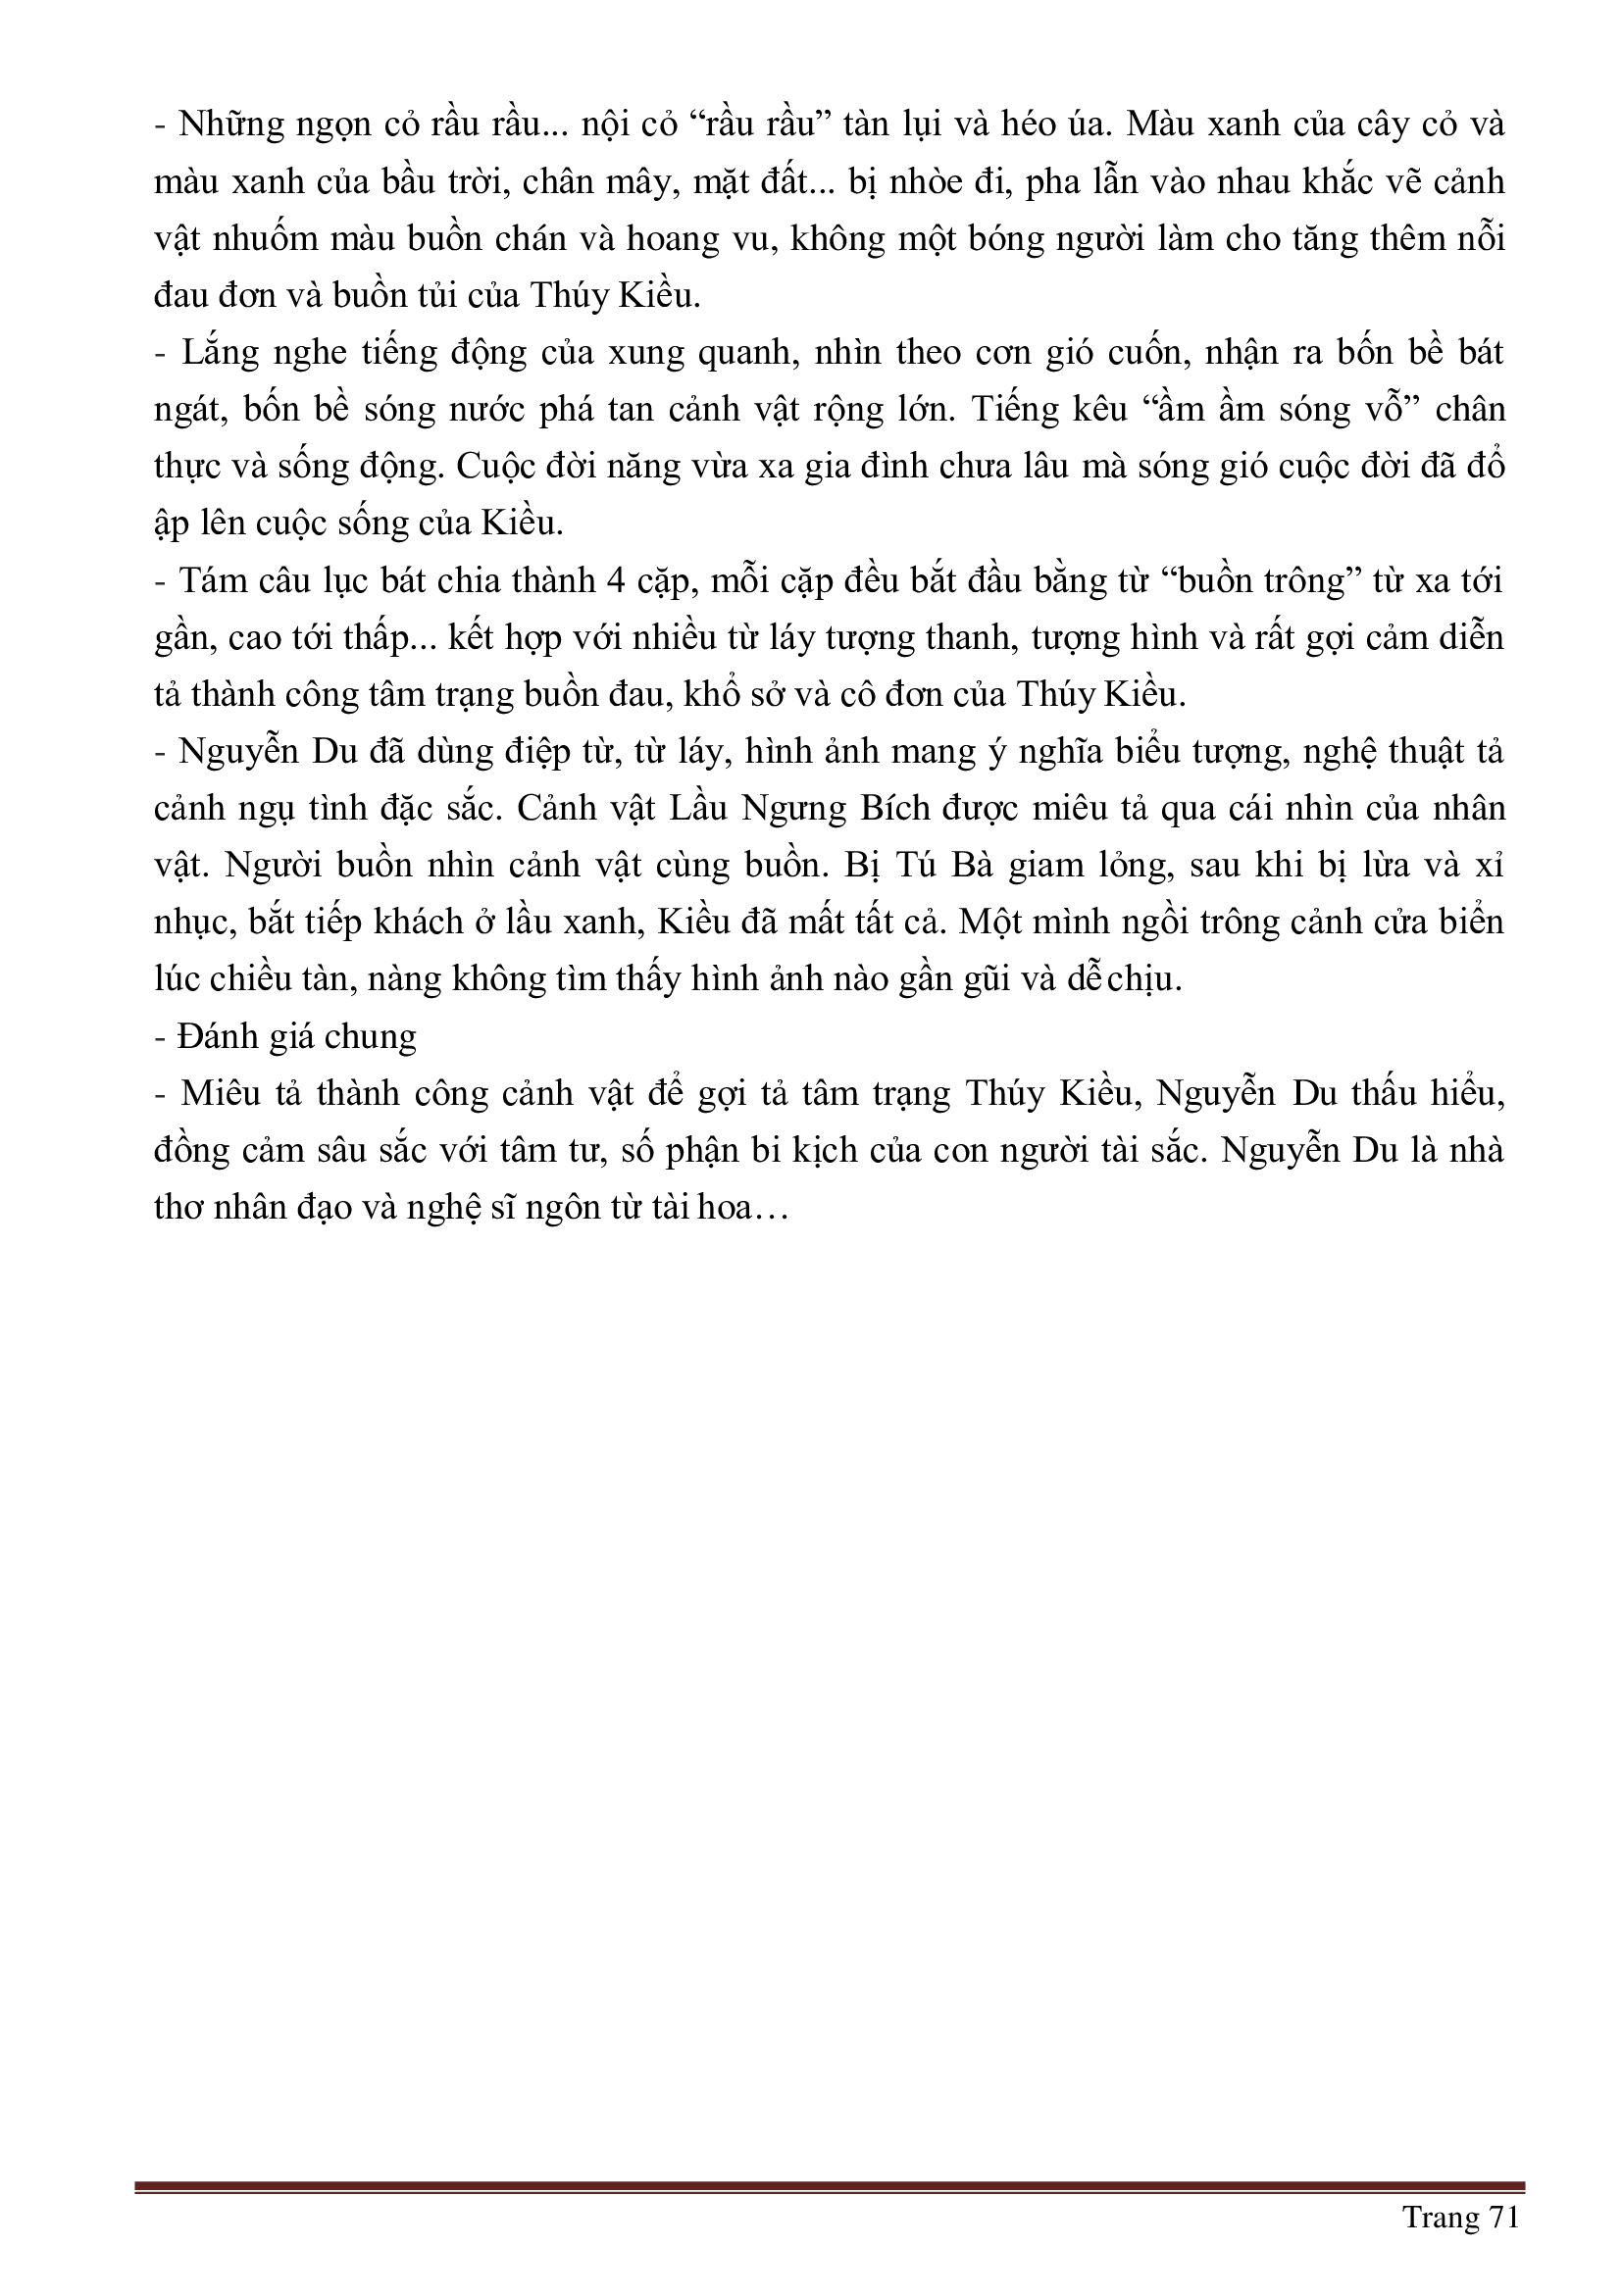 - Những ngọn cỏ rầu rầu... nội cỏ “rầu rầu” tàn lụi và héo úa. Màu xanh của cây cỏ và
màu xanh của bầu trời, chân mây, mặt đất... bị nhòe đi, pha lẫn vào nhau khắc vẽ cảnh
vật nhuốm màu buồn chán và hoang vu, không một bóng người làm cho tăng thêm nỗi
đau đơn và buồn tủi của Thúy Kiều.
- Lắng nghe tiếng động của xung quanh, nhìn theo cơn gió cuốn, nhận ra bốn bề bát
ngát, bốn bề sóng nước phá tan cảnh vật rộng lớn. Tiếng kêu “ầm ầm sóng vỗ” chân
thực và sống động. Cuộc đời năng vừa xa gia đình chưa lâu mà sóng gió cuộc đời đã đổ
ập lên cuộc sống của Kiều.
- Tám câu lục bát chia thành 4 cặp, mỗi cặp đều bắt đầu bằng từ “buồn trông” từ xa tới
gần, cao tới thấp... kết hợp với nhiều từ láy tượng thanh, tượng hình và rất gợi cảm diễn
tả thành công tâm trạng buồn đau, khổ sở và cô đơn của Thúy Kiều.
- Nguyễn Du đã dùng điệp từ, từ láy, hình ảnh mang ý nghĩa biểu tượng, nghệ thuật tả
cảnh ngụ tình đặc sắc. Cảnh vật Lầu Ngưng Bích được miêu tả qua cái nhìn của nhân
vật. Người buồn nhìn cảnh vật cùng buồn. Bị Tú Bà giam lỏng, sau khi bị lừa và xỉ
nhục, bắt tiếp khách ở lầu xanh, Kiều đã mất tất cả. Một mình ngồi trông cảnh cửa biển
lúc chiều tàn, nàng không tìm thấy hình ảnh nào gần gũi và dễ chịu.
- Đánh giá chung
- Miêu tả thành công cảnh vật để gợi tả tâm trạng Thúy Kiều, Nguyễn Du thấu hiểu,
đồng cảm sâu sắc với tâm tư, số phận bi kịch của con người tài sắc. Nguyễn Du là nhà
thơ nhân đạo và nghệ sĩ ngôn từ tài hoa…
Trang 71